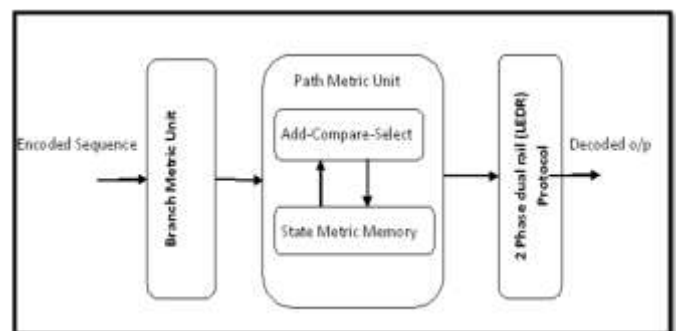 Path Metric Unit
Encoded Sequence
Branch Metric Unit
Add-Compare-Select
State Metric Memory
2 Phase dual rail (LEDR)
Protocol
Decoded o/p